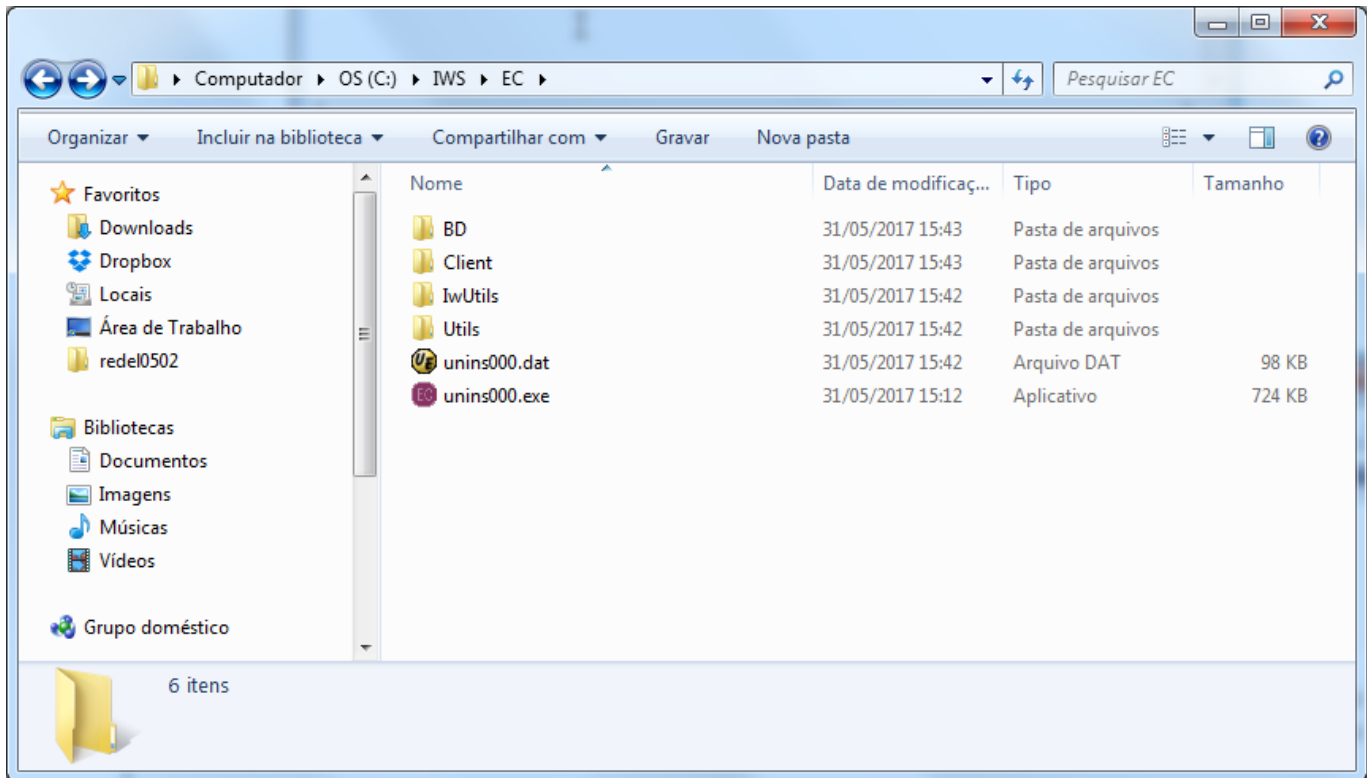 Computador OS (C:) IWS EC
Pesquisar EC
Organizar Incluir na biblioteca Compartilhar com Gravar Nova pasta
Favoritos
Downloads
Dropbox
Locais
Área de Trabalho
redel0502
Bibliotecas
Documentos
Imagens
Músicas
Vídeos
Grupo doméstico
Nome Data de modificaç... Tipo Tamanho
BD 31/05/2017 15:43 Pasta de arquivos
Client 31/05/2017 15:43 Pasta de arquivos
IwUtils 31/05/2017 15:42 Pasta de arquivos
Utils 31/05/2017 15:42 Pasta de arquivos
unins000.dat 31/05/2017 15:42 Arquivo DAT 98 KB
unins000.exe 31/05/2017 15:12 Aplicativo 724 KB
6 itens